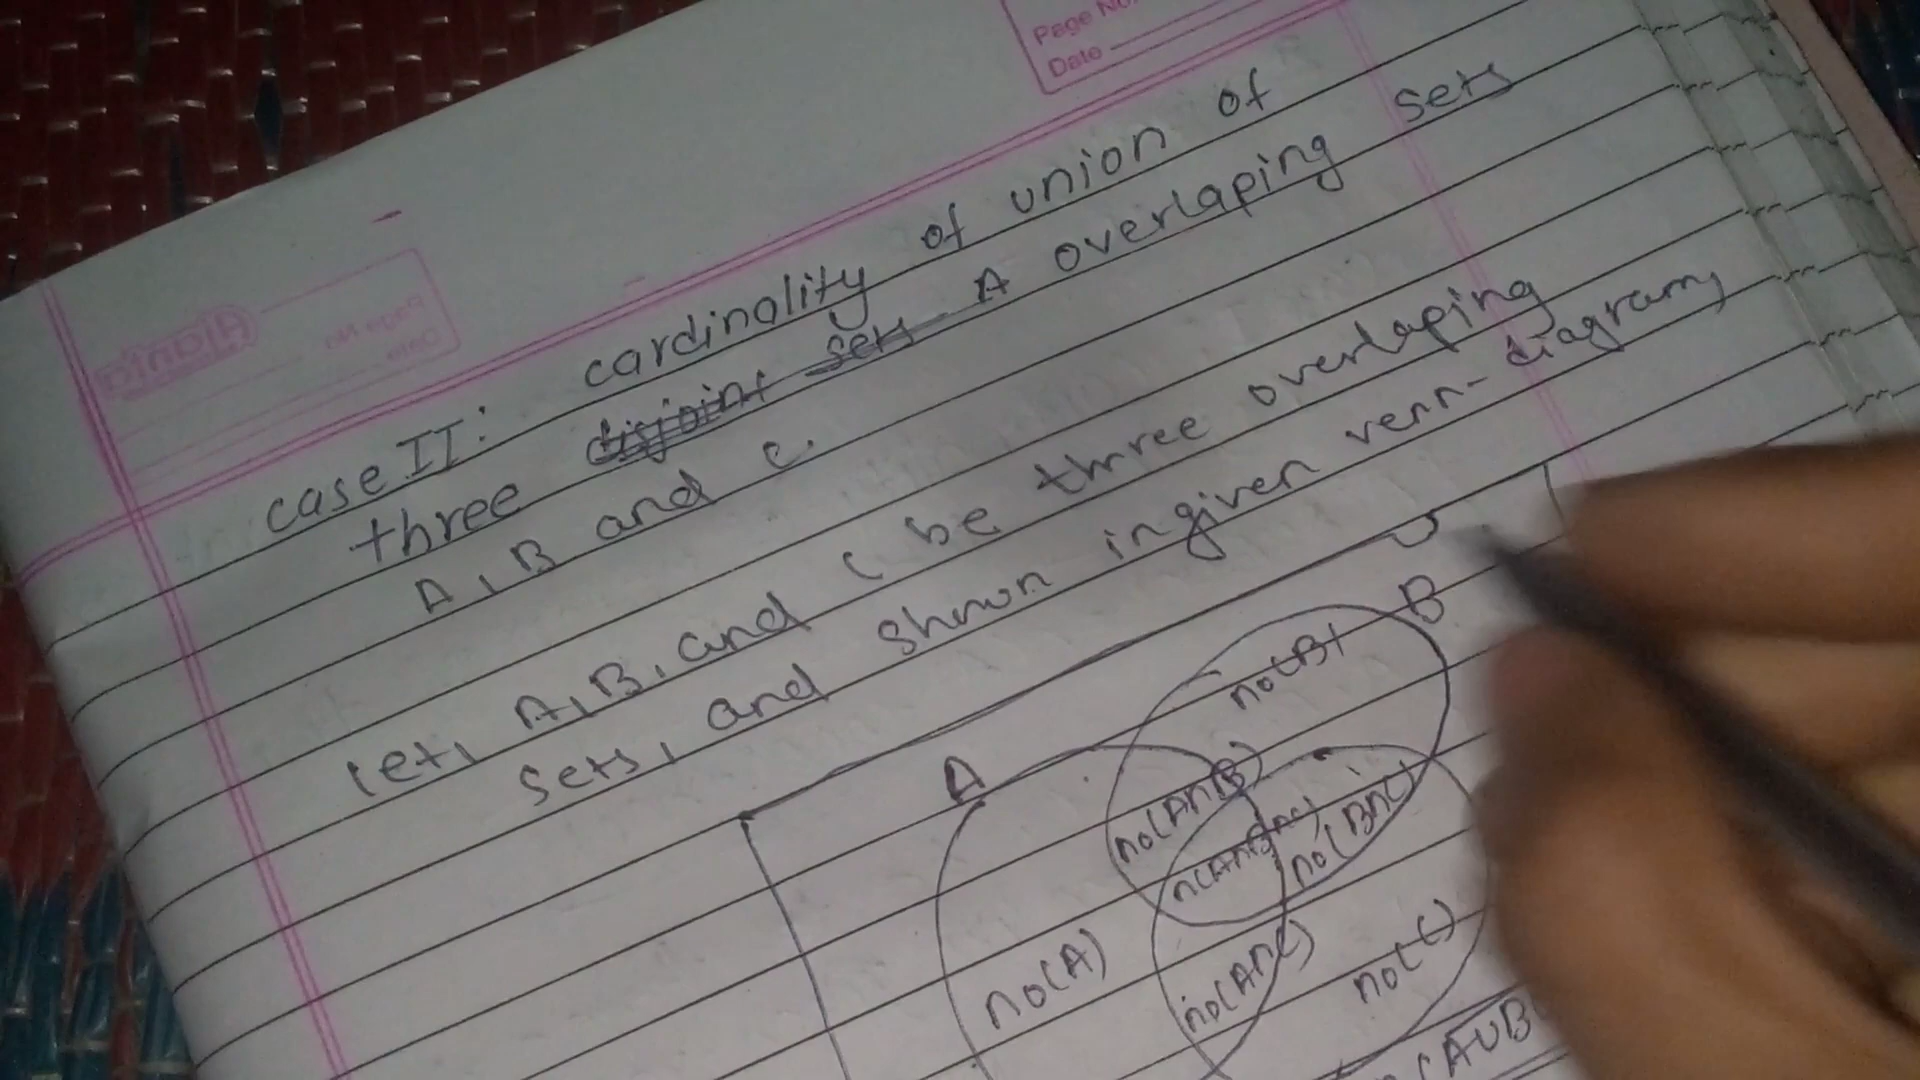 Page No.
Date
case II: cardinality of union of
three disjoint sets A overlaping sets
A, B and C.
let, A, B, and C be three overlaping
sets, and shown in given venn-diagram,
U
A
B
no(B)
no(A∩B)
n(A∩B∩C)
no(B∩C)
no(A)
no(A∩C)
no(C)
(A∪B